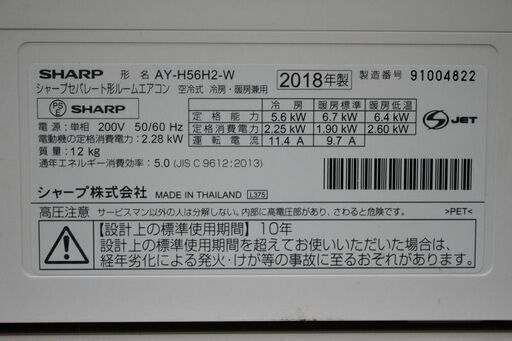 SHARP 形 名 AY-H56H2-W 2018年製 製造番号 91004822
シャープセパレート形ルームエアコン 空冷式 冷房・暖房兼用
PSE SHARP
冷 房 暖房標準 暖房低温
定格能力 5.6 kW 6.7 kW 6.4 kW
定格消費電力 2.25 kW 1.90 kW 2.60 kW
運転電流 11.4 A 9.7 A
S JET
電源:単相 200V 50/60 Hz
電動機の定格消費電力:2.28 kW
質量:12 kg
通年エネルギー消費効率: 5.0 (JIS C 9612:2013)
シャープ株式会社 MADE IN THAILAND L375
高圧注意 サービスマン以外の人は分解しない。内部に高電圧部があり、さわると危険です。 >PET<
【設計上の標準使用期間】10年
設計上の標準使用期間を超えてお使いいただいた場合は、
経年劣化による発火・けが等の事故に至るおそれがあります。